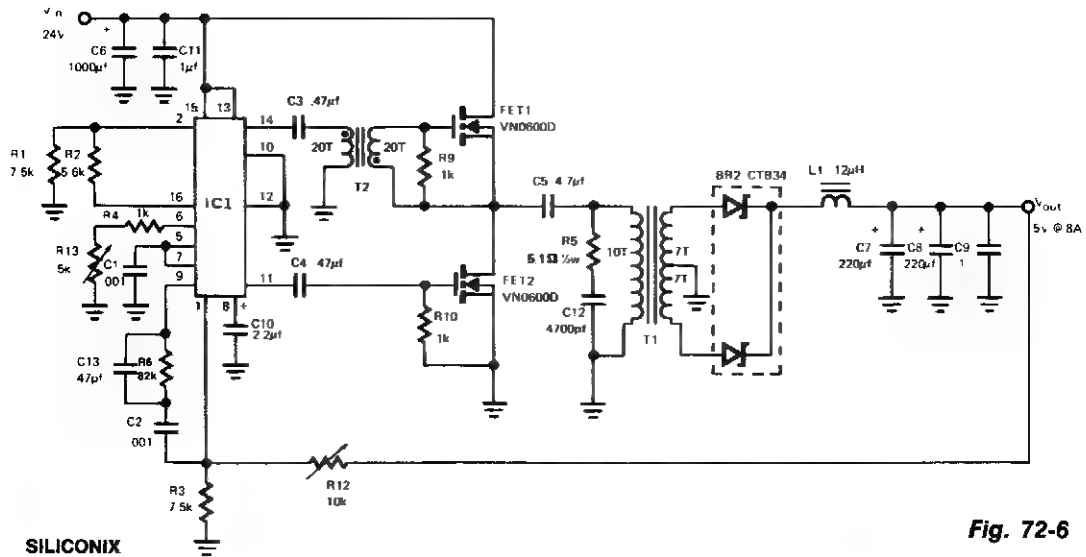 Vin
24V
C6
1000µf
C11
1µf
15
13
2
14
C3 .47µf
FET1
VN0600D
R1
7.5k
R2
5.6k
10
20T
20T
T2
R9
1k
16
IC1
12
C5 4.7µf
BR2 CTB34
L1 12µH
Vout
5v @ 8A
R4
1k
6
R13
5k
5
7
C1
001
9
11
C4 47µf
FET2
VN0600D
R5
5.1Ω ½w
10T
7T
7T
C7
220µf
C8
220µf
C9
1
1
8
+
C10
2.2µf
R10
1k
C12
4700pf
T1
C13
47pf
R6
82k
C2
001
R3
7.5k
R12
10k
SILICONIX
Fig. 72-6